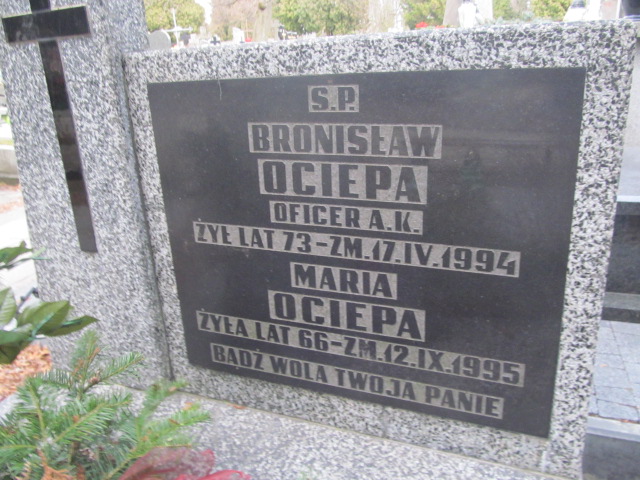 S.P.
BRONISŁAW
OCIEPA
OFICER A.K.
ŻYŁ LAT 73-ZM.17.IV.1994
MARIA
OCIEPA
ŻYŁA LAT 66-ZM.12.IX.1995
BĄDŹ WOLA TWOJA PANIE